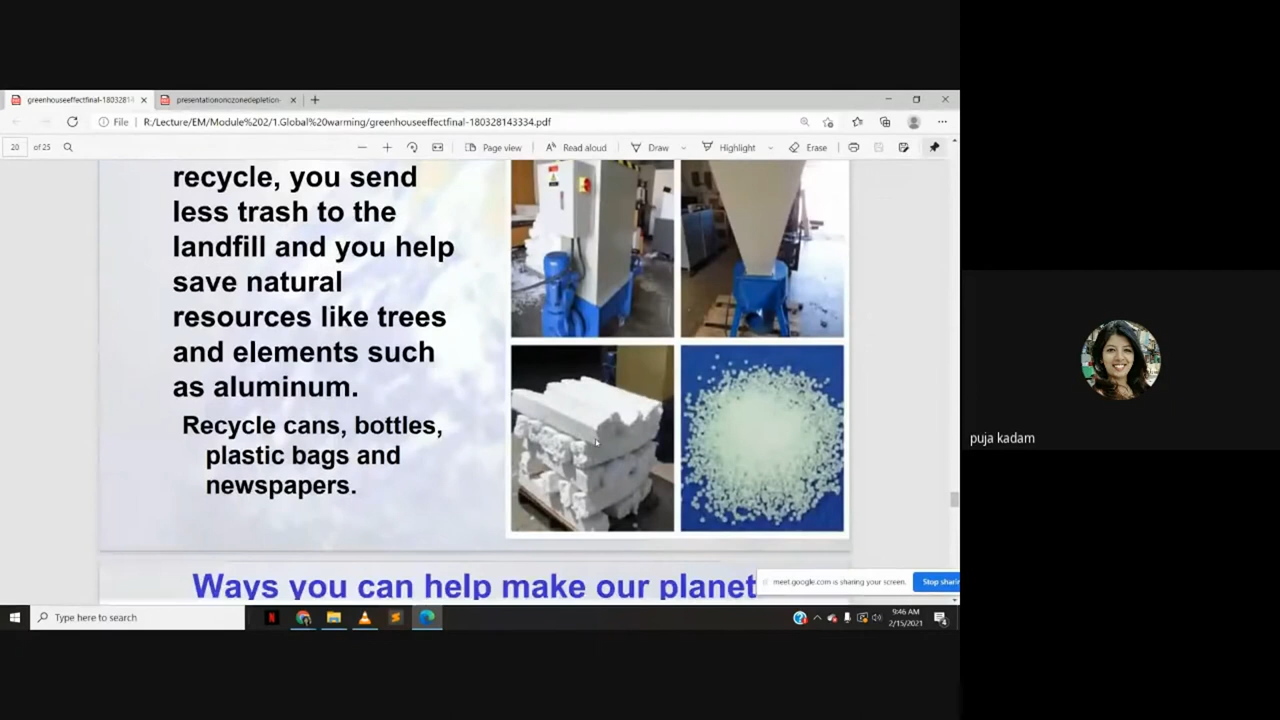 greenhouseeffectfinal-18032814
presentationonozonedepletion-
File
R:/Lecture/EM/Module%202/1.Global%20warming/greenhouseeffectfinal-180328143334.pdf
20 of 25
Page view
Read aloud
Draw
Highlight
Erase
recycle, you send
less trash to the
landfill and you help
save natural
resources like trees
and elements such
as aluminum.
Recycle cans, bottles,
plastic bags and
newspapers.
Ways you can help make our planet
meet.google.com is sharing your screen.
Stop sharin
Type here to search
9:46 AM
2/15/2021
4
puja kadam